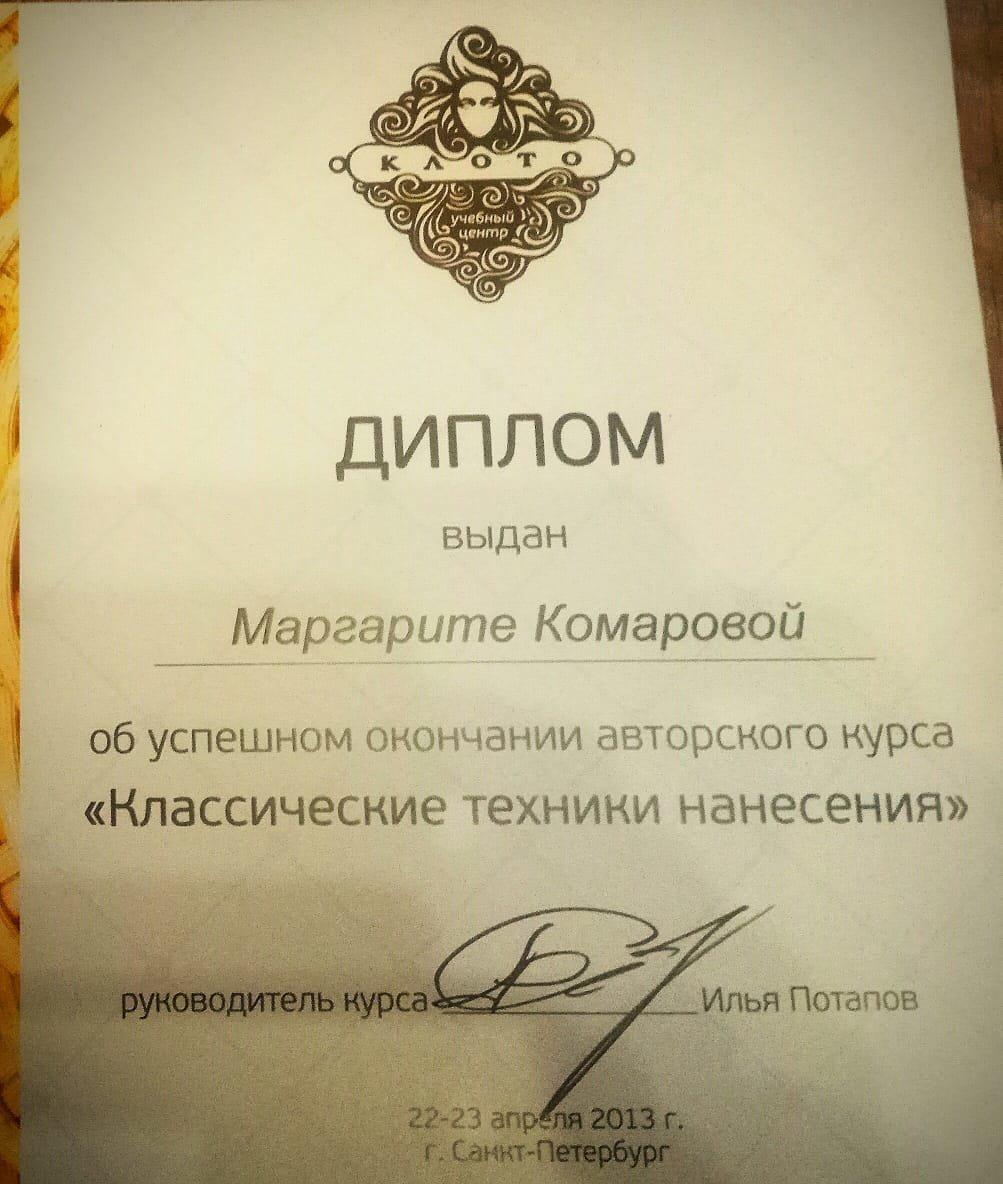 КЛОТО
учебный
центр
ДИПЛОМ
выдан
Маргарите Комаровой
об успешном окончании авторского курса
«Классические техники нанесения»
руководитель курса Илья Потапов
22-23 апреля 2013 г.
г. Санкт-Петербург